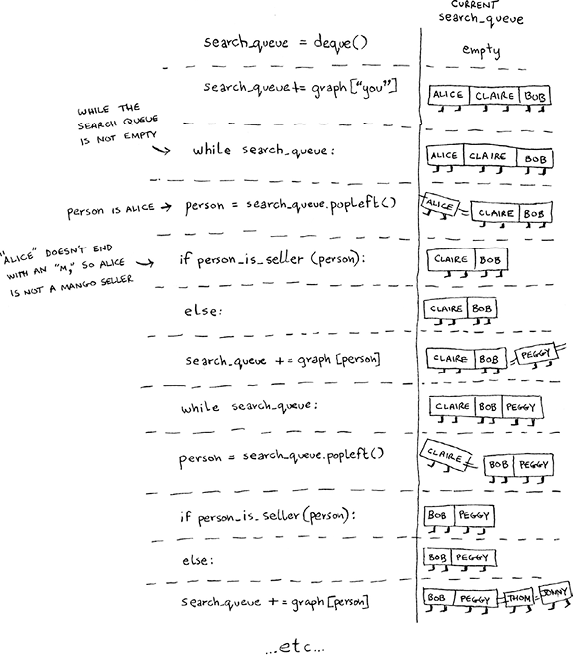 CURRENT
search_queue
search_queue = deque()
empty
search_queue += graph["you"]
ALICE CLAIRE BOB
WHILE THE
SEARCH QUEUE
IS NOT EMPTY
while search_queue:
ALICE CLAIRE BOB
person IS ALICE → person = search_queue.popleft()
ALICE CLAIRE BOB
"ALICE" DOESN'T END
WITH AN "M," SO ALICE
IS NOT A MANGO SELLER
if person_is_seller (person):
CLAIRE BOB
else:
CLAIRE BOB
search_queue += graph [person]
CLAIRE BOB PEGGY
while search_queue:
CLAIRE BOB PEGGY
person = search_queue.popleft()
CLAIRE BOB PEGGY
if person_is_seller (person):
BOB PEGGY
else:
BOB PEGGY
search_queue += graph [person]
BOB PEGGY THOM JONNY
...etc...